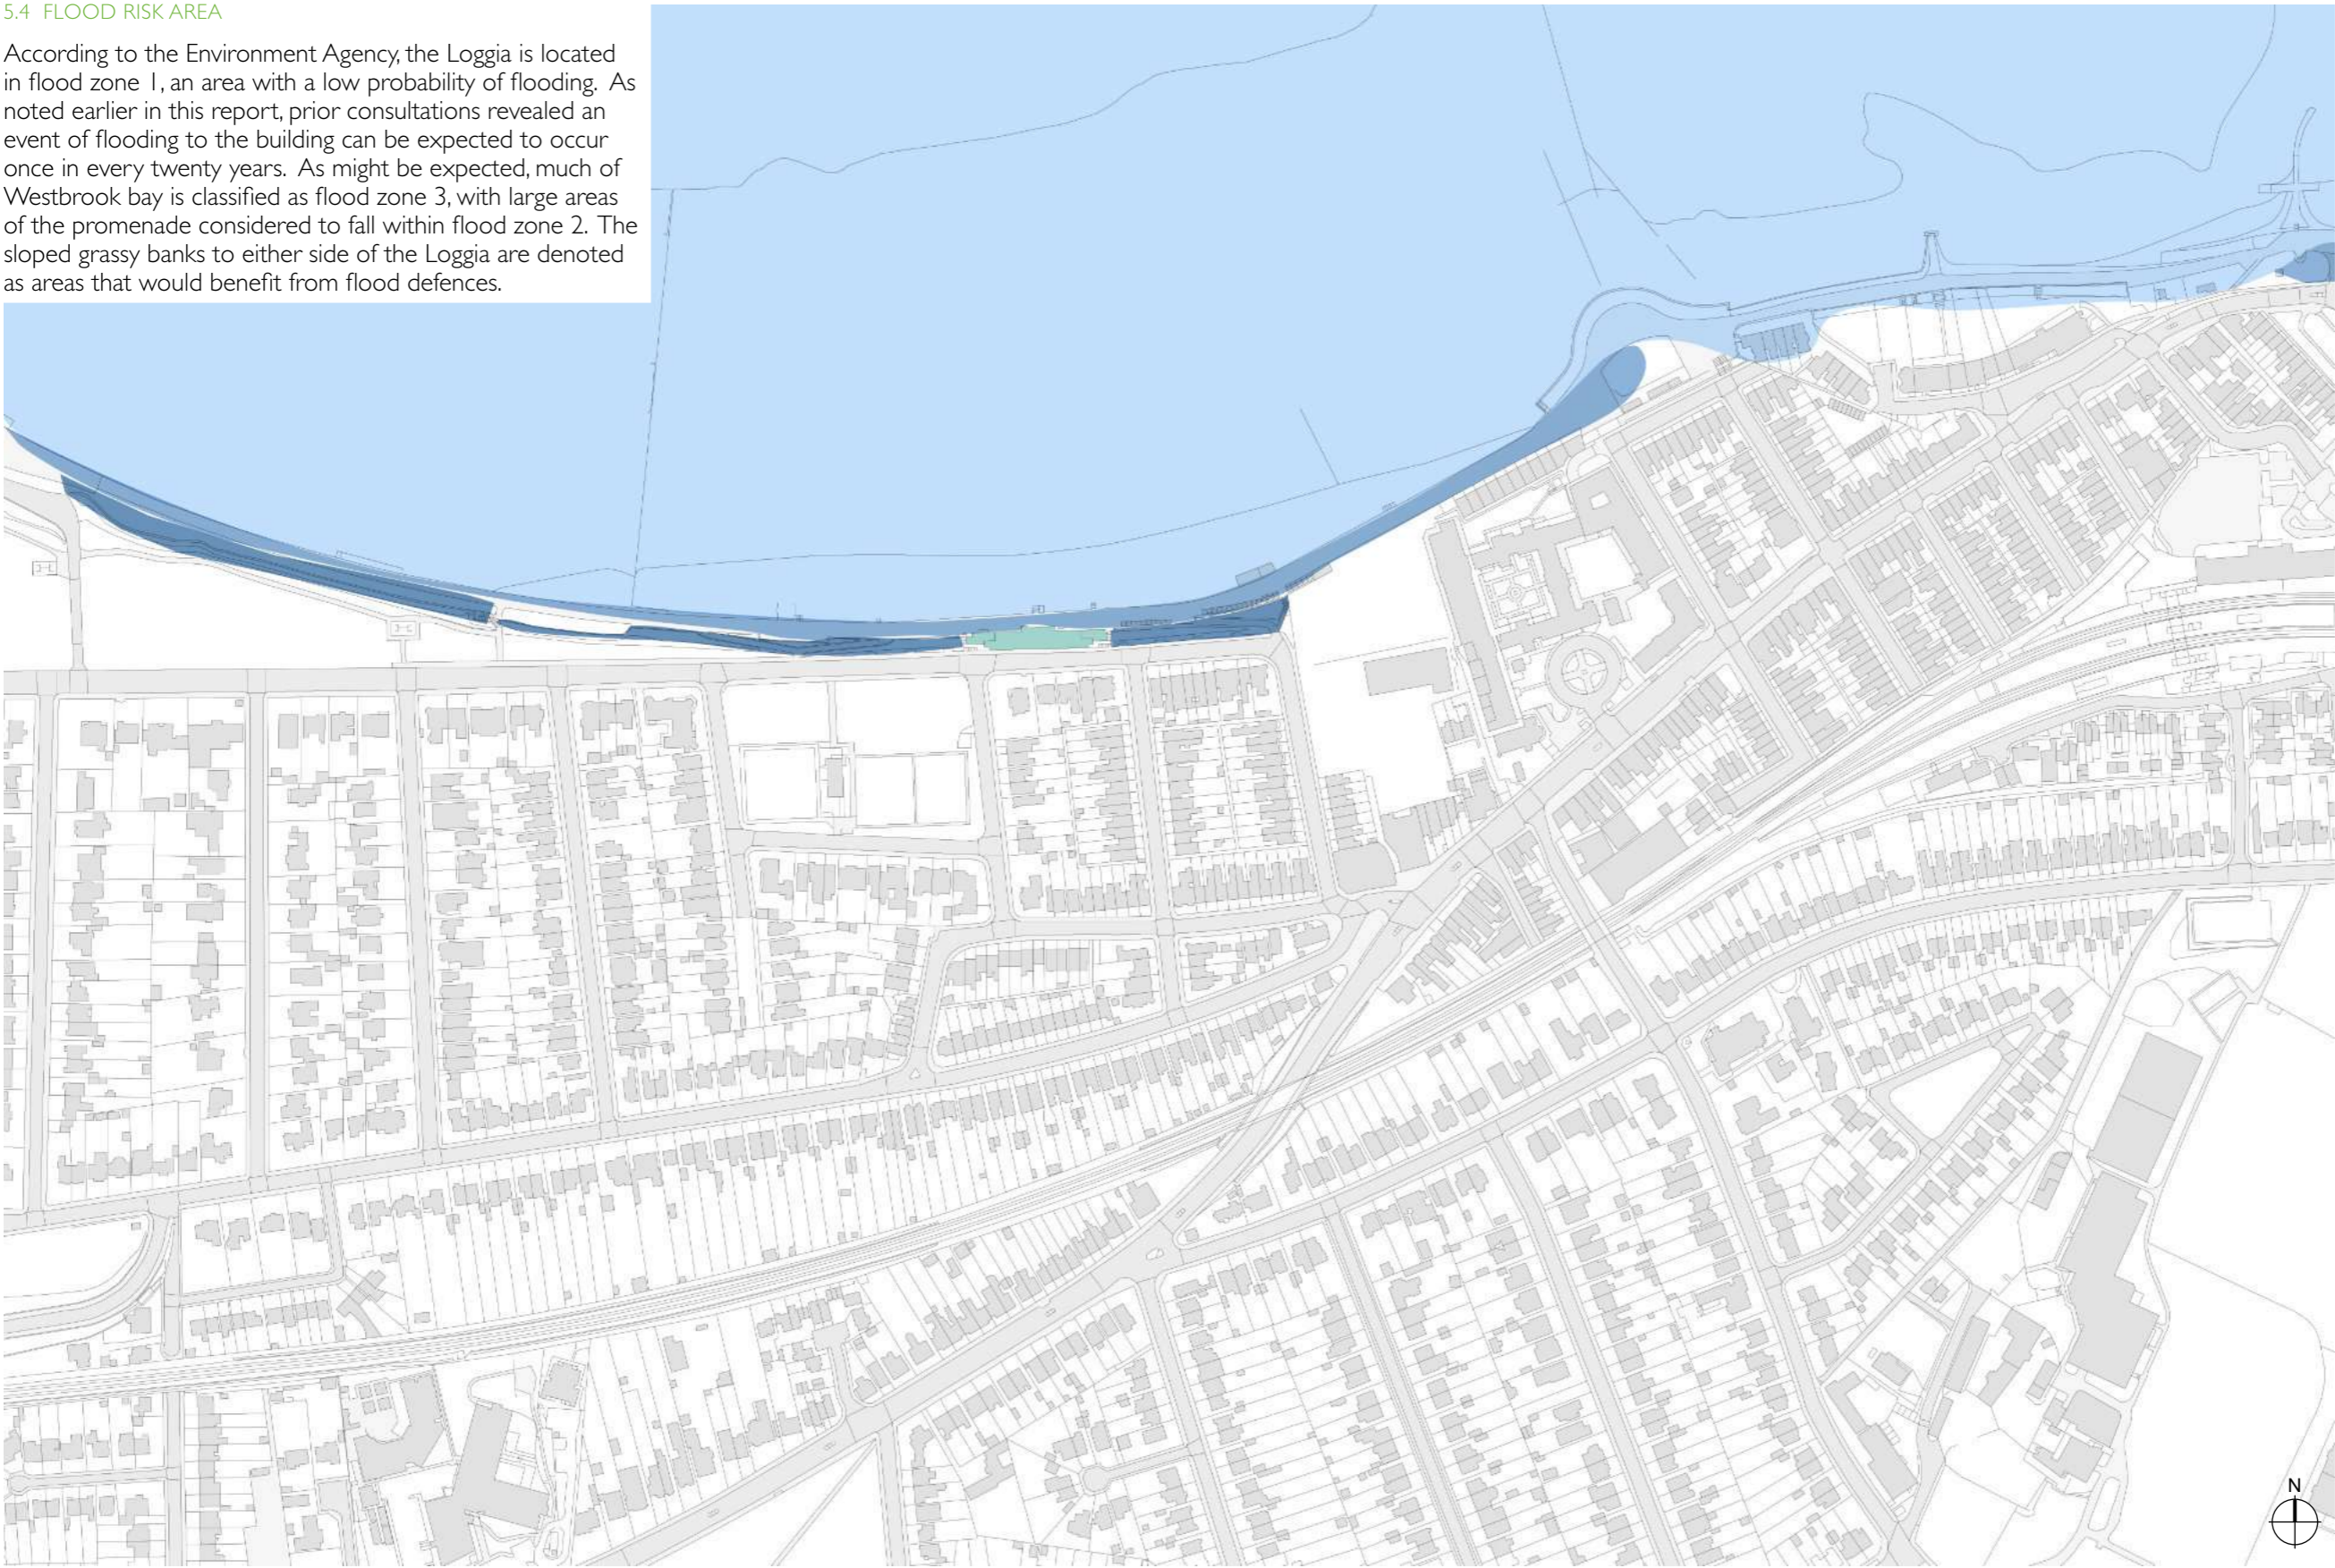 5.4 FLOOD RISK AREA
According to the Environment Agency, the Loggia is located
in flood zone 1, an area with a low probability of flooding. As
noted earlier in this report, prior consultations revealed an
event of flooding to the building can be expected to occur
once in every twenty years. As might be expected, much of
Westbrook bay is classified as flood zone 3, with large areas
of the promenade considered to fall within flood zone 2. The
sloped grassy banks to either side of the Loggia are denoted
as areas that would benefit from flood defences.
N